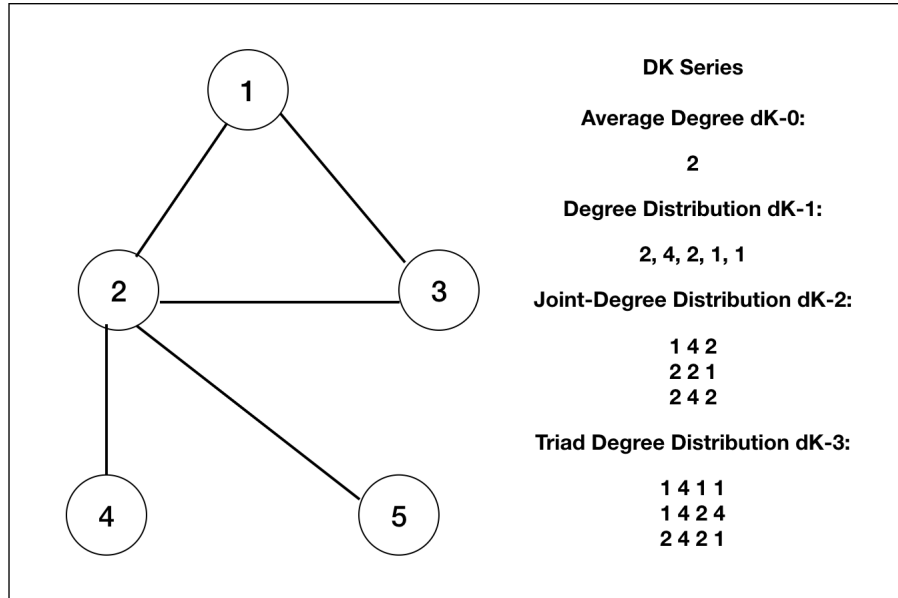 1
2
3
4
5
DK Series
Average Degree dK-0:
2
Degree Distribution dK-1:
2, 4, 2, 1, 1
Joint-Degree Distribution dK-2:
1 4 2
2 2 1
2 4 2
Triad Degree Distribution dK-3:
1 4 1 1
1 4 2 4
2 4 2 1